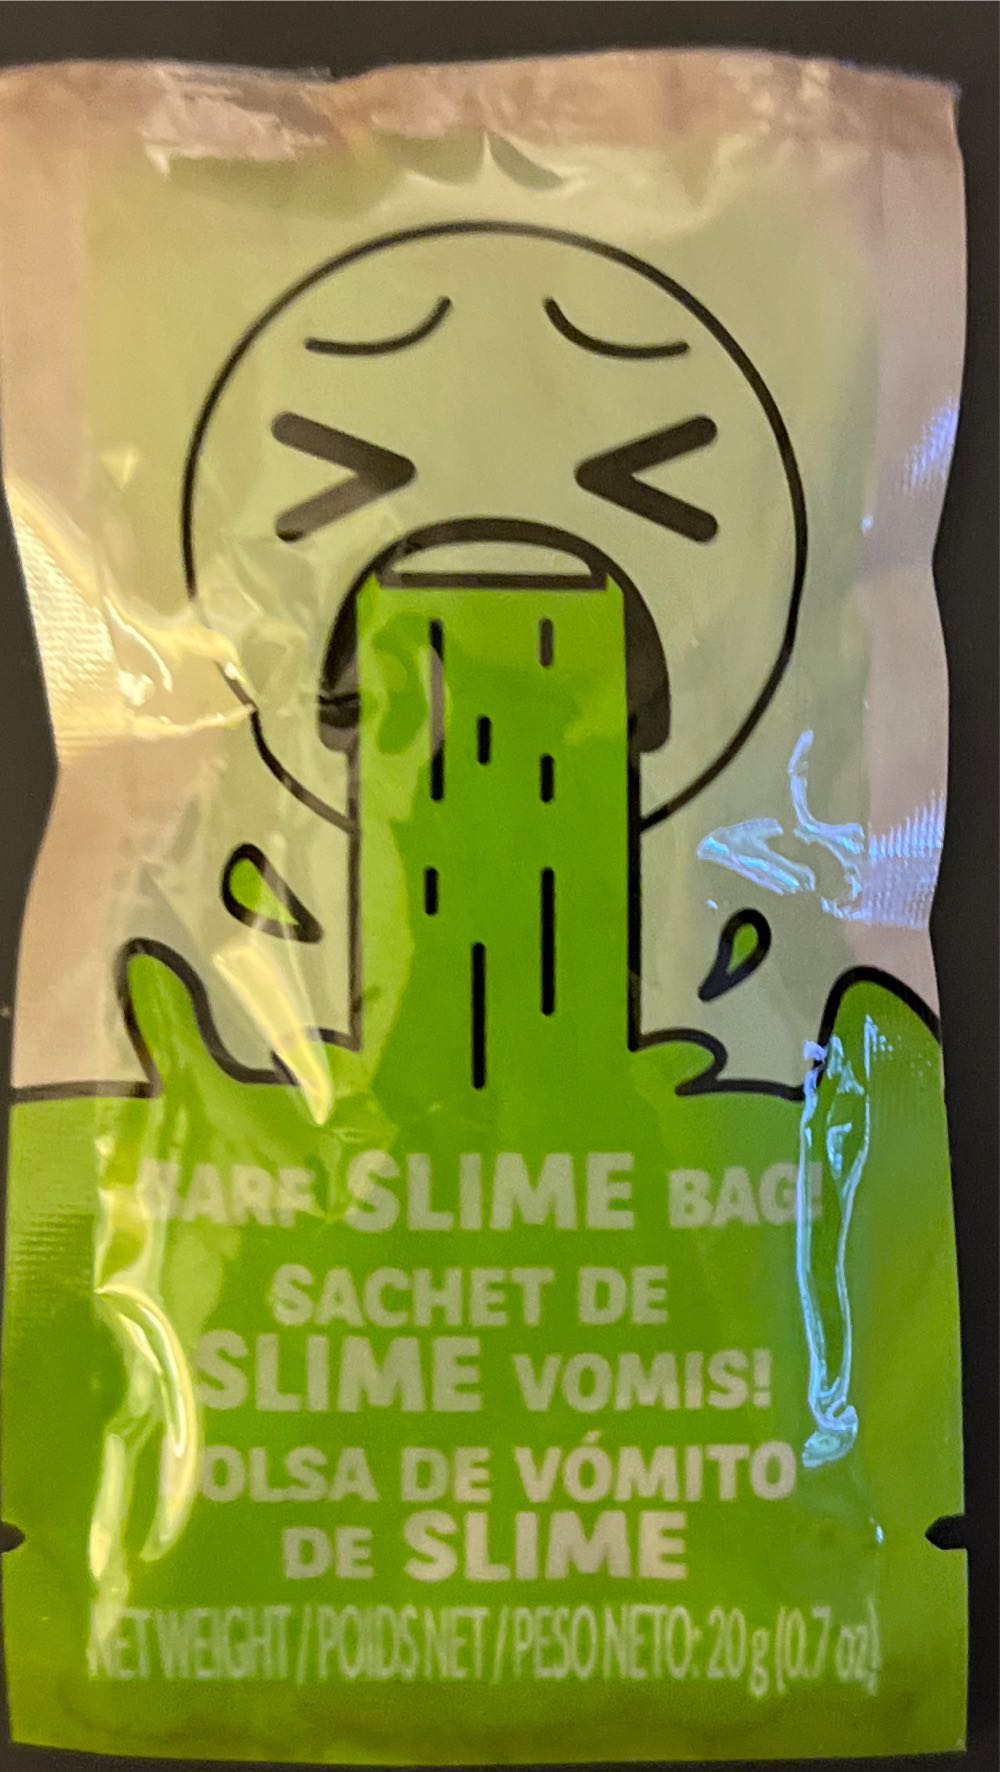 BARF SLIME BAG!
SACHET DE
SLIME VOMIS!
BOLSA DE VÓMITO
DE SLIME
NET WEIGHT / POIDS NET / PESO NETO: 20 g (0.7 oz)